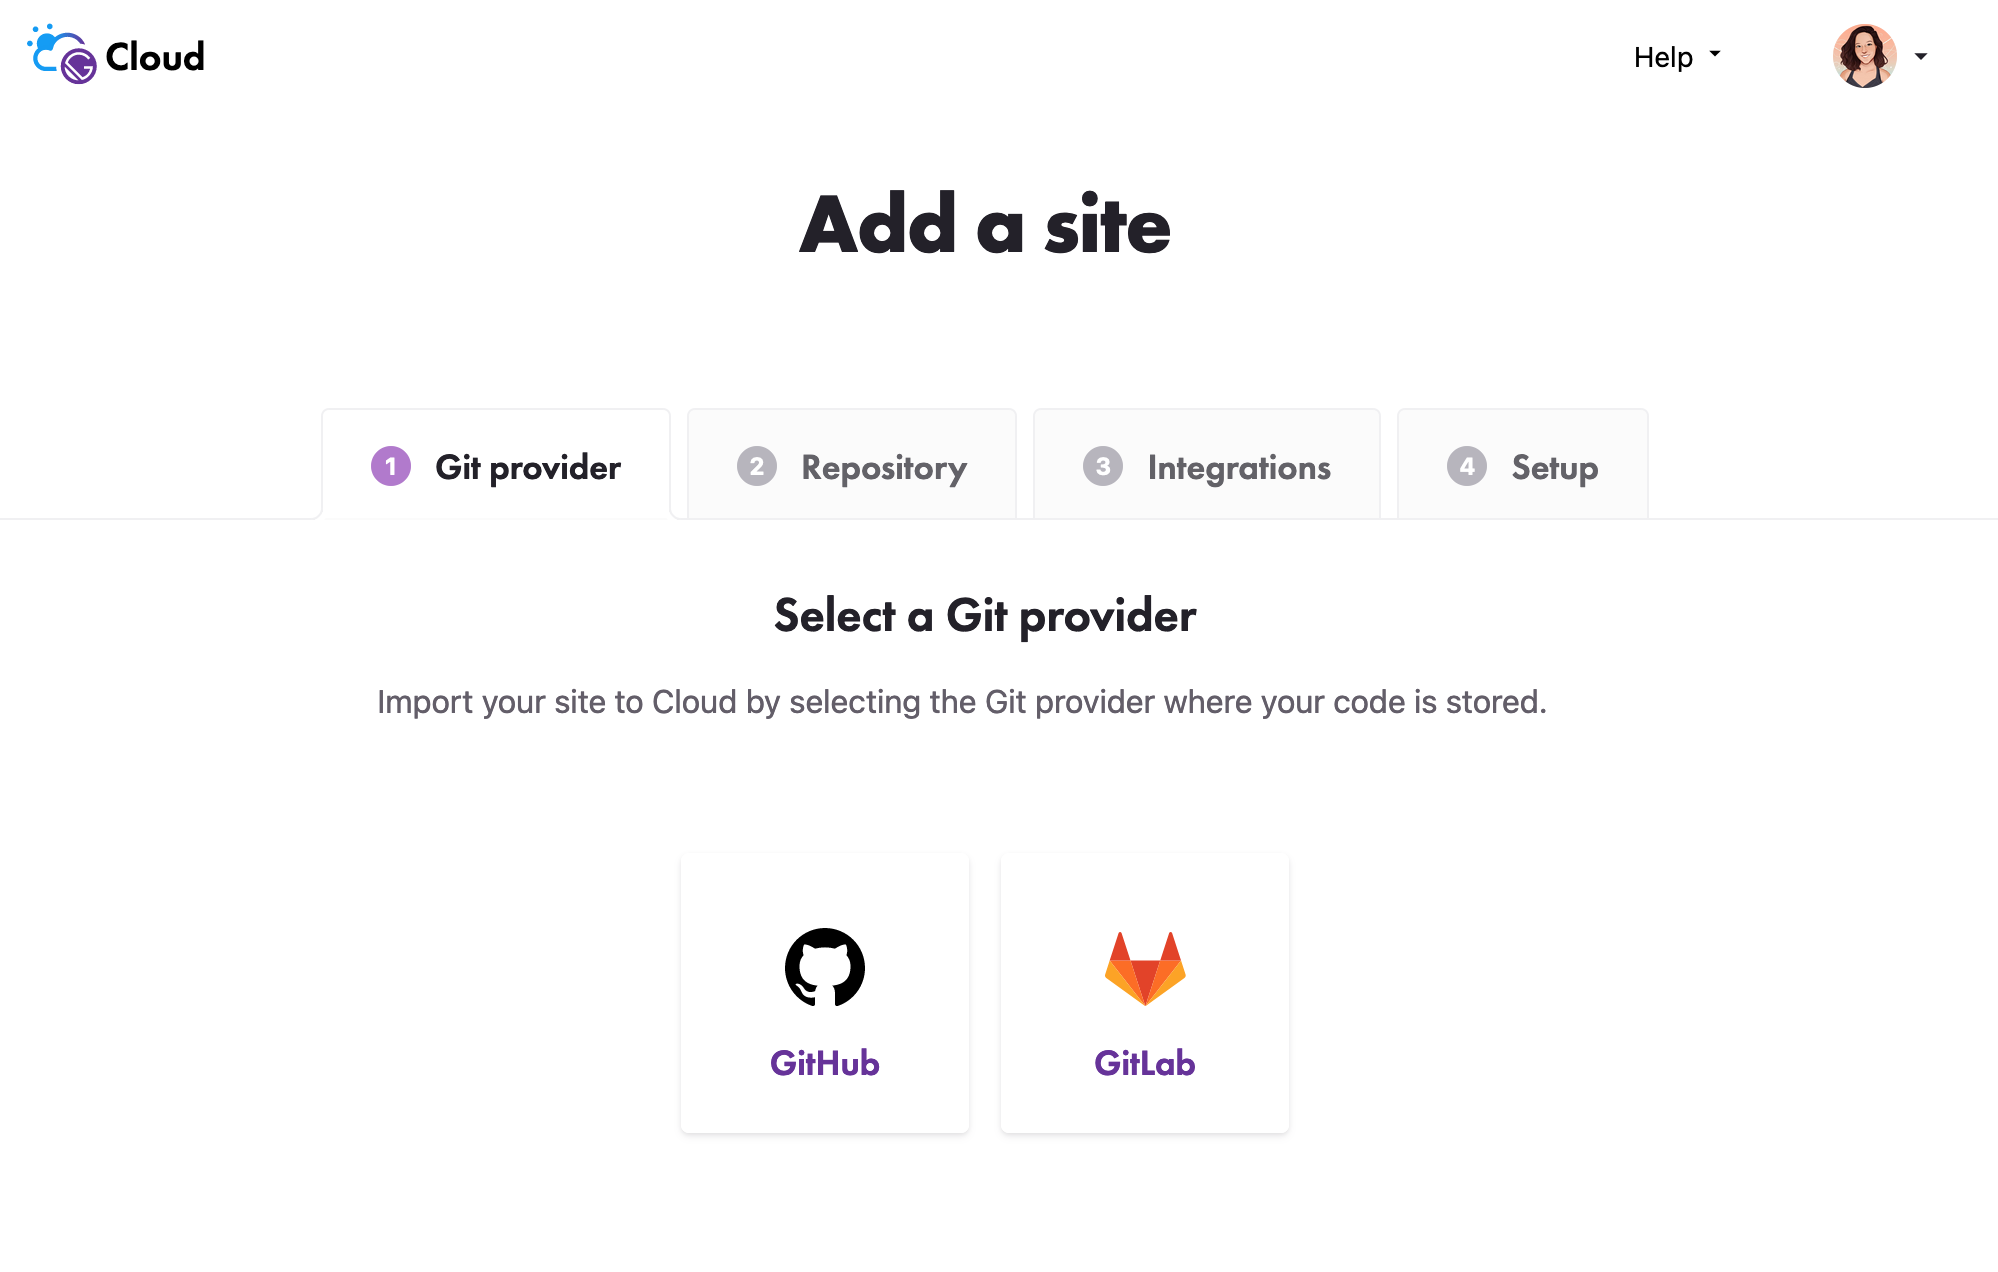 Cloud
Help
Add a site
1 Git provider
2 Repository
3 Integrations
4 Setup
Select a Git provider
Import your site to Cloud by selecting the Git provider where your code is stored.
GitHub
GitLab